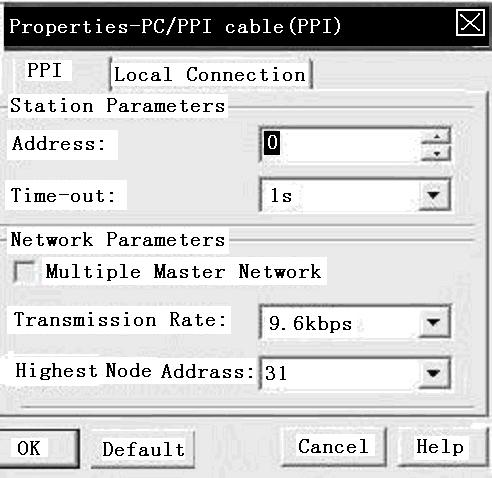 Properties-PC/PPI cable(PPI)
PPI Local Connection
Station Parameters
Address: 0
Time-out: 1s
Network Parameters
Multiple Master Network
Transmission Rate: 9.6kbps
Highest Node Addrass: 31
OK Default Cancel Help